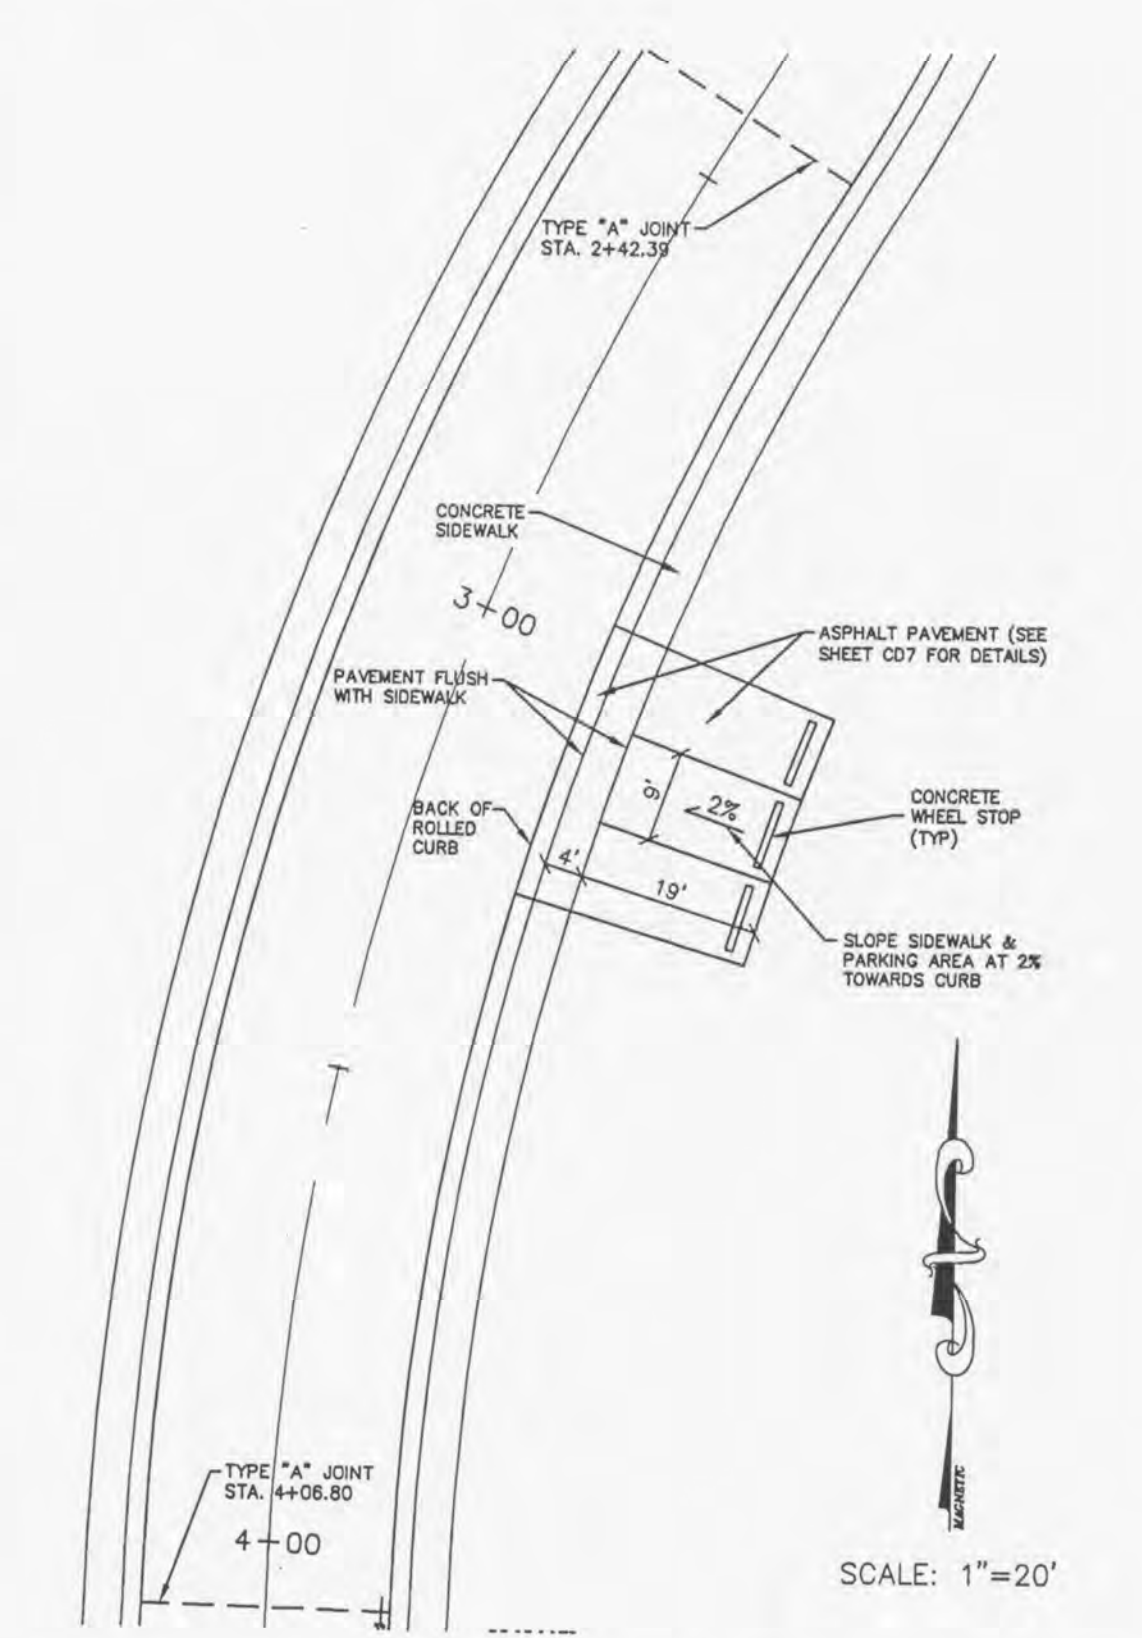 TYPE "A" JOINT
STA. 2+42.39
CONCRETE
SIDEWALK
3+00
ASPHALT PAVEMENT (SEE
SHEET CD7 FOR DETAILS)
PAVEMENT FLUSH
WITH SIDEWALK
9'
2%
CONCRETE
WHEEL STOP
(TYP)
BACK OF
ROLLED
CURB
4'
19'
SLOPE SIDEWALK &
PARKING AREA AT 2%
TOWARDS CURB
TYPE "A" JOINT
STA. 4+06.80
4+00
MAGNETIC
SCALE: 1"=20'